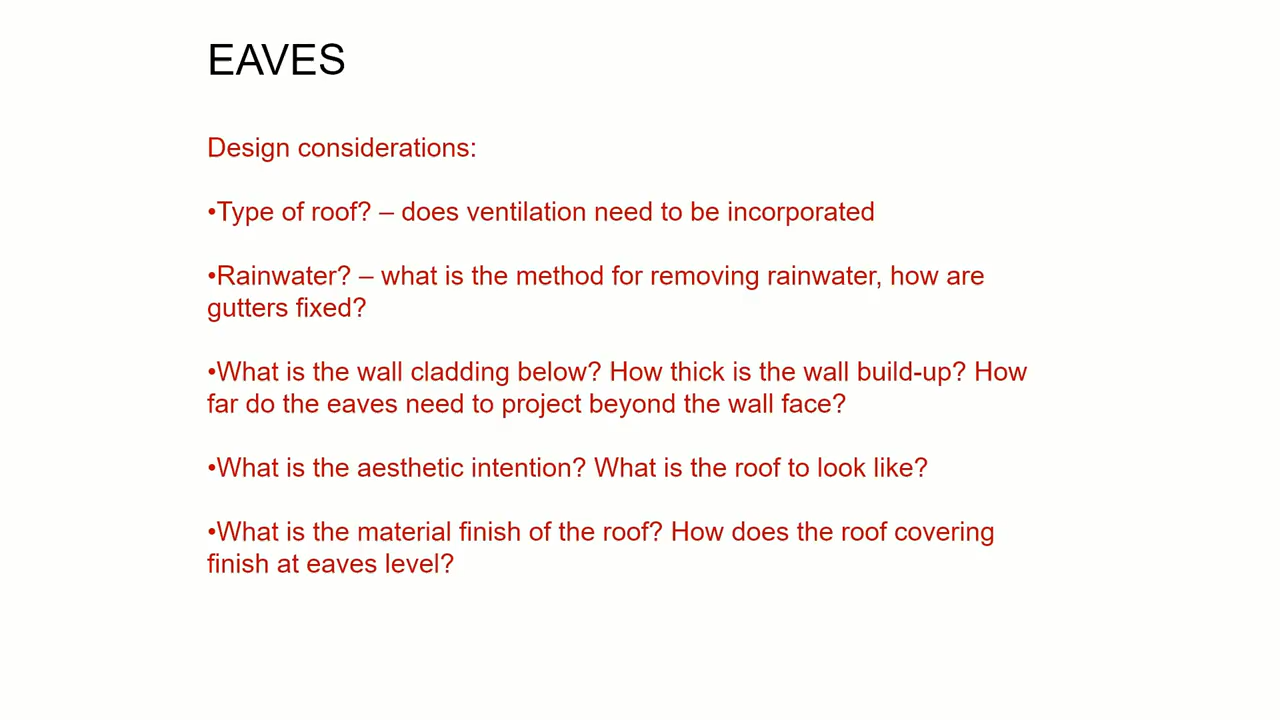 EAVES
Design considerations:
•Type of roof? – does ventilation need to be incorporated
•Rainwater? – what is the method for removing rainwater, how are
gutters fixed?
•What is the wall cladding below? How thick is the wall build-up? How
far do the eaves need to project beyond the wall face?
•What is the aesthetic intention? What is the roof to look like?
•What is the material finish of the roof? How does the roof covering
finish at eaves level?